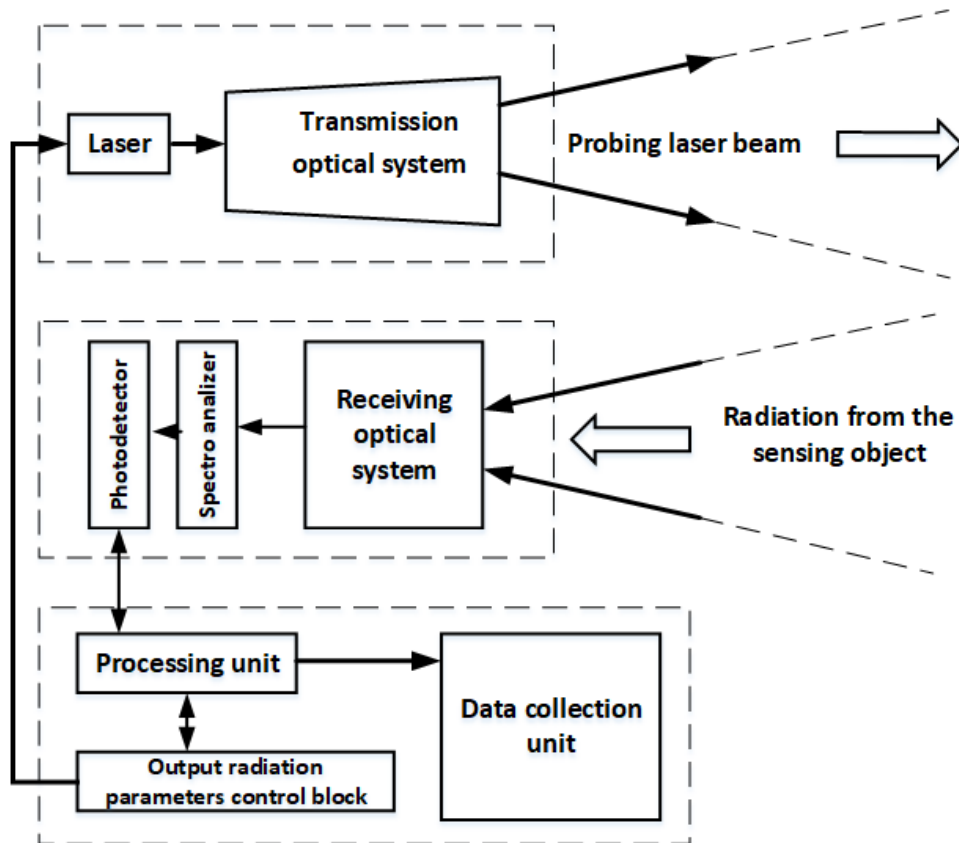 Laser
Transmission
optical system
Probing laser beam
Photodetector
Spectro analizer
Receiving
optical
system
Radiation from the
sensing object
Processing unit
Data collection
unit
Output radiation
parameters control block